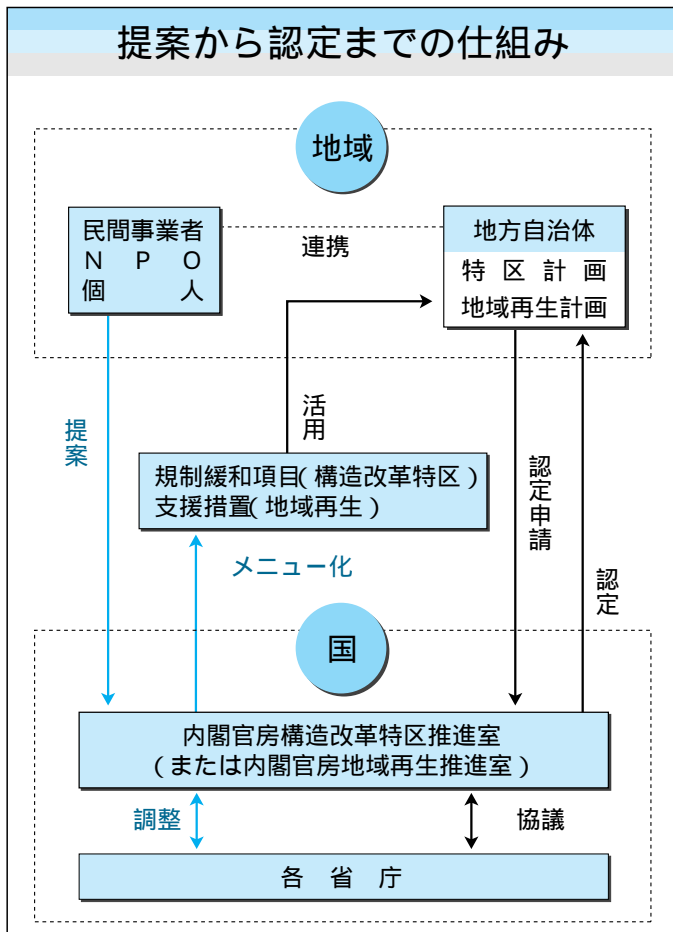 提案から認定までの仕組み
地域
民間事業者
N P O
個 人
連携
地方自治体
特 区 計 画
地域再生計画
提案
活用
規制緩和項目(構造改革特区)
支援措置(地域再生)
メニュー化
認定申請
認定
国
内閣官房構造改革特区推進室
(または内閣官房地域再生推進室)
調整
協議
各 省 庁